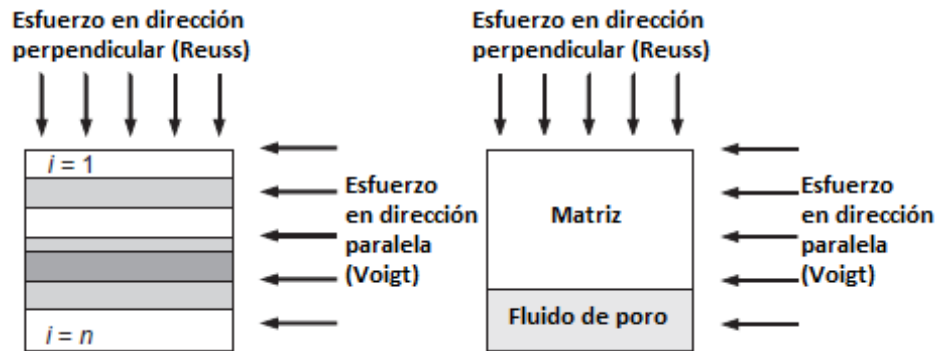 Esfuerzo en dirección
perpendicular (Reuss)
i = 1
i = n
Esfuerzo
en dirección
paralela
(Voigt)
Esfuerzo en dirección
perpendicular (Reuss)
Matriz
Fluido de poro
Esfuerzo
en dirección
paralela
(Voigt)